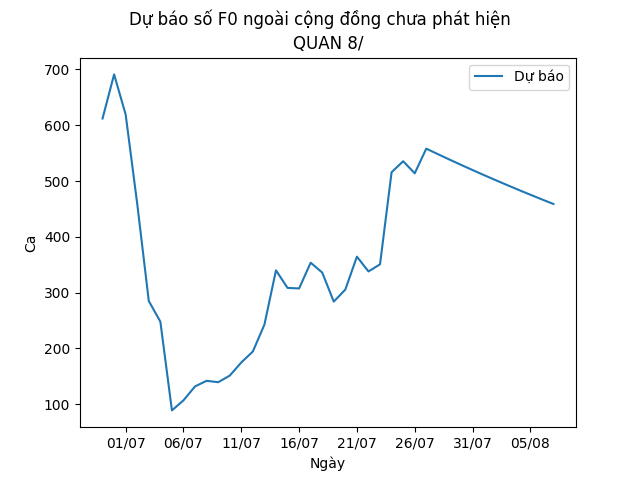 Dự báo số F0 ngoài cộng đồng chưa phát hiện
QUAN 8/
Dự báo
700
600
500
400
300
200
100
Ca
01/07 06/07 11/07 16/07 21/07 26/07 31/07 05/08
Ngày